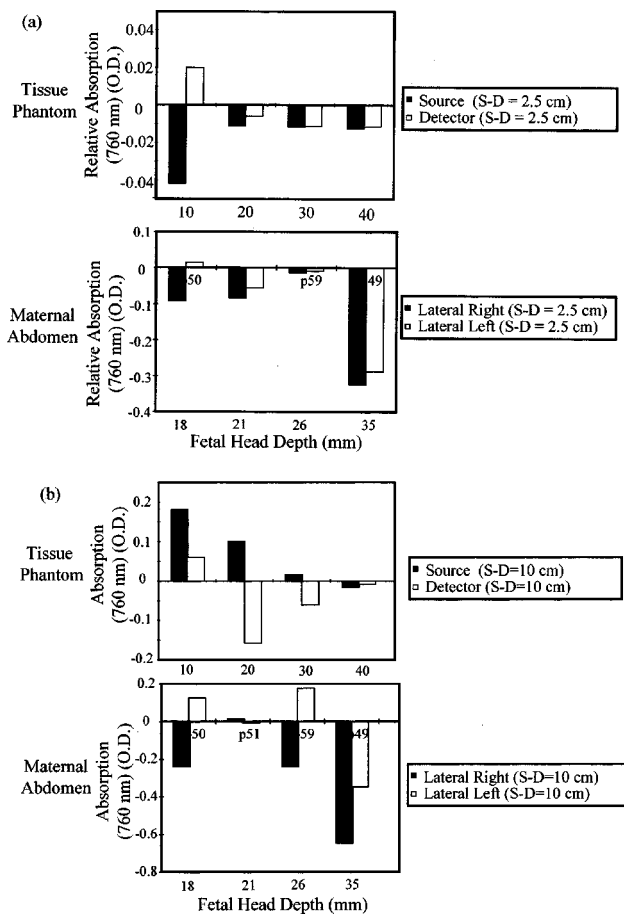 (a)
Tissue
Phantom
Relative Absorption
(760 nm) (O.D.)
0.04
0.02
0
-0.02
-0.04
10 20 30 40
■ Source (S-D = 2.5 cm)
□ Detector (S-D = 2.5 cm)
Maternal
Abdomen
Relative Absorption
(760 nm) (O.D.)
0.1
0
-0.1
-0.2
-0.3
-0.4
50 p59 49
18 21 26 35
Fetal Head Depth (mm)
■ Lateral Right (S-D = 2.5 cm)
□ Lateral Left (S-D = 2.5 cm)
(b)
Tissue
Phantom
Absorption
(760 nm) (O.D.)
0.2
0.1
0
-0.1
-0.2
10 20 30 40
■ Source (S-D=10 cm)
□ Detector (S-D=10 cm)
Maternal
Abdomen
Absorption
(760 nm) (O.D.)
0.2
0
-0.2
-0.4
-0.6
-0.8
50 p51 59 49
18 21 26 35
Fetal Head Depth (mm)
■ Lateral Right (S-D=10 cm)
□ Lateral Left (S-D=10 cm)